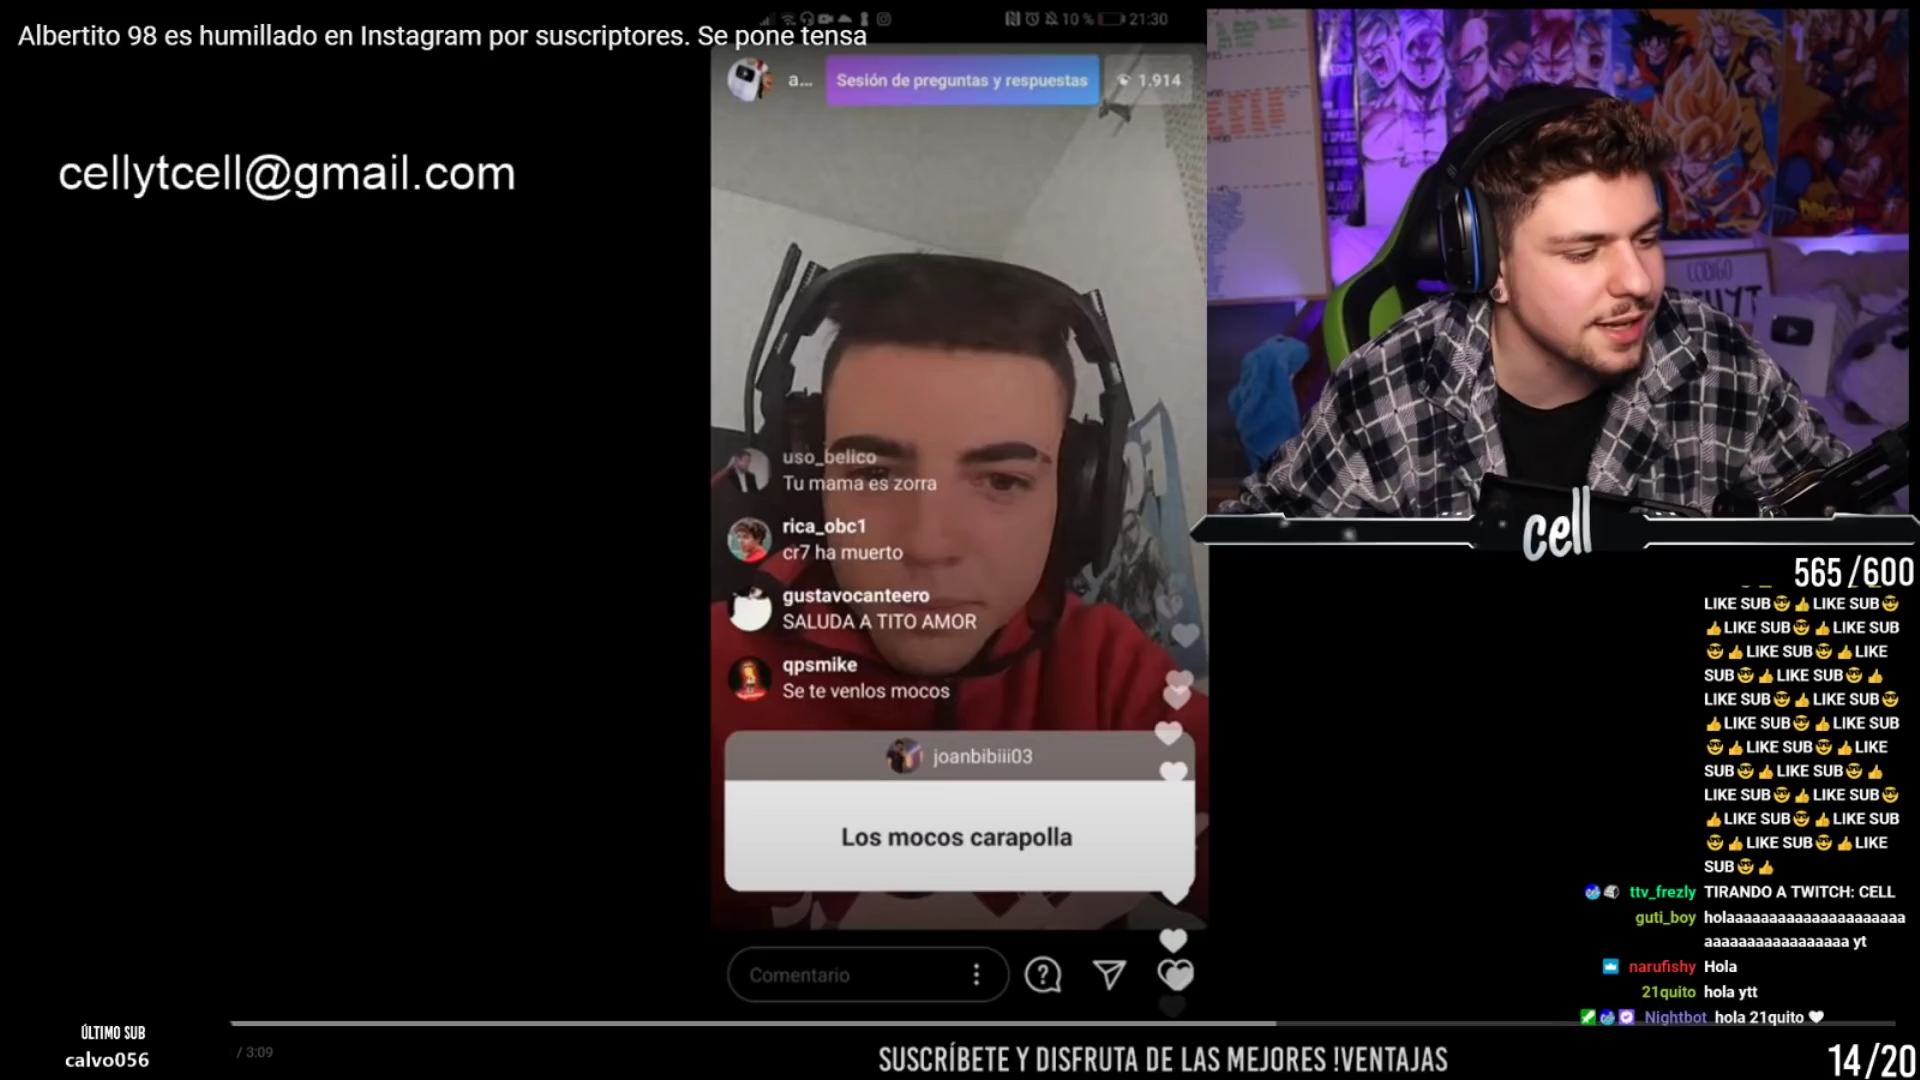 Albertito 98 es humillado en Instagram por suscriptores. Se pone tensa
cellytcell@gmail.com
10 %
21:30
a...
Sesión de preguntas y respuestas
1.914
uso_belico
Tu mama es zorra
rica_obc1
cr7 ha muerto
gustavocanteero
SALUDA A TITO AMOR
qpsmike
Se te venlos mocos
joanbibiii03
Los mocos carapolla
Comentario
cell
565/600
LIKE SUB😎👍LIKE SUB😎
👍LIKE SUB😎👍LIKE SUB
😎👍LIKE SUB😎👍LIKE
SUB😎👍LIKE SUB😎👍
LIKE SUB😎👍LIKE SUB😎
👍LIKE SUB😎👍LIKE SUB
😎👍LIKE SUB😎👍LIKE
SUB😎👍LIKE SUB😎👍
LIKE SUB😎👍LIKE SUB😎
👍LIKE SUB😎👍LIKE SUB
😎👍LIKE SUB😎👍LIKE
SUB😎👍
ttv_frezly TIRANDO A TWITCH: CELL
guti_boy holaaaaaaaaaaaaaaaaaaaaa
aaaaaaaaaaaaaaaaa yt
narufishy Hola
21quito hola ytt
Nightbot hola 21quito 🤍
ÚLTIMO SUB
calvo056
/ 3:09
SUSCRÍBETE Y DISFRUTA DE LAS MEJORES !VENTAJAS
14/20